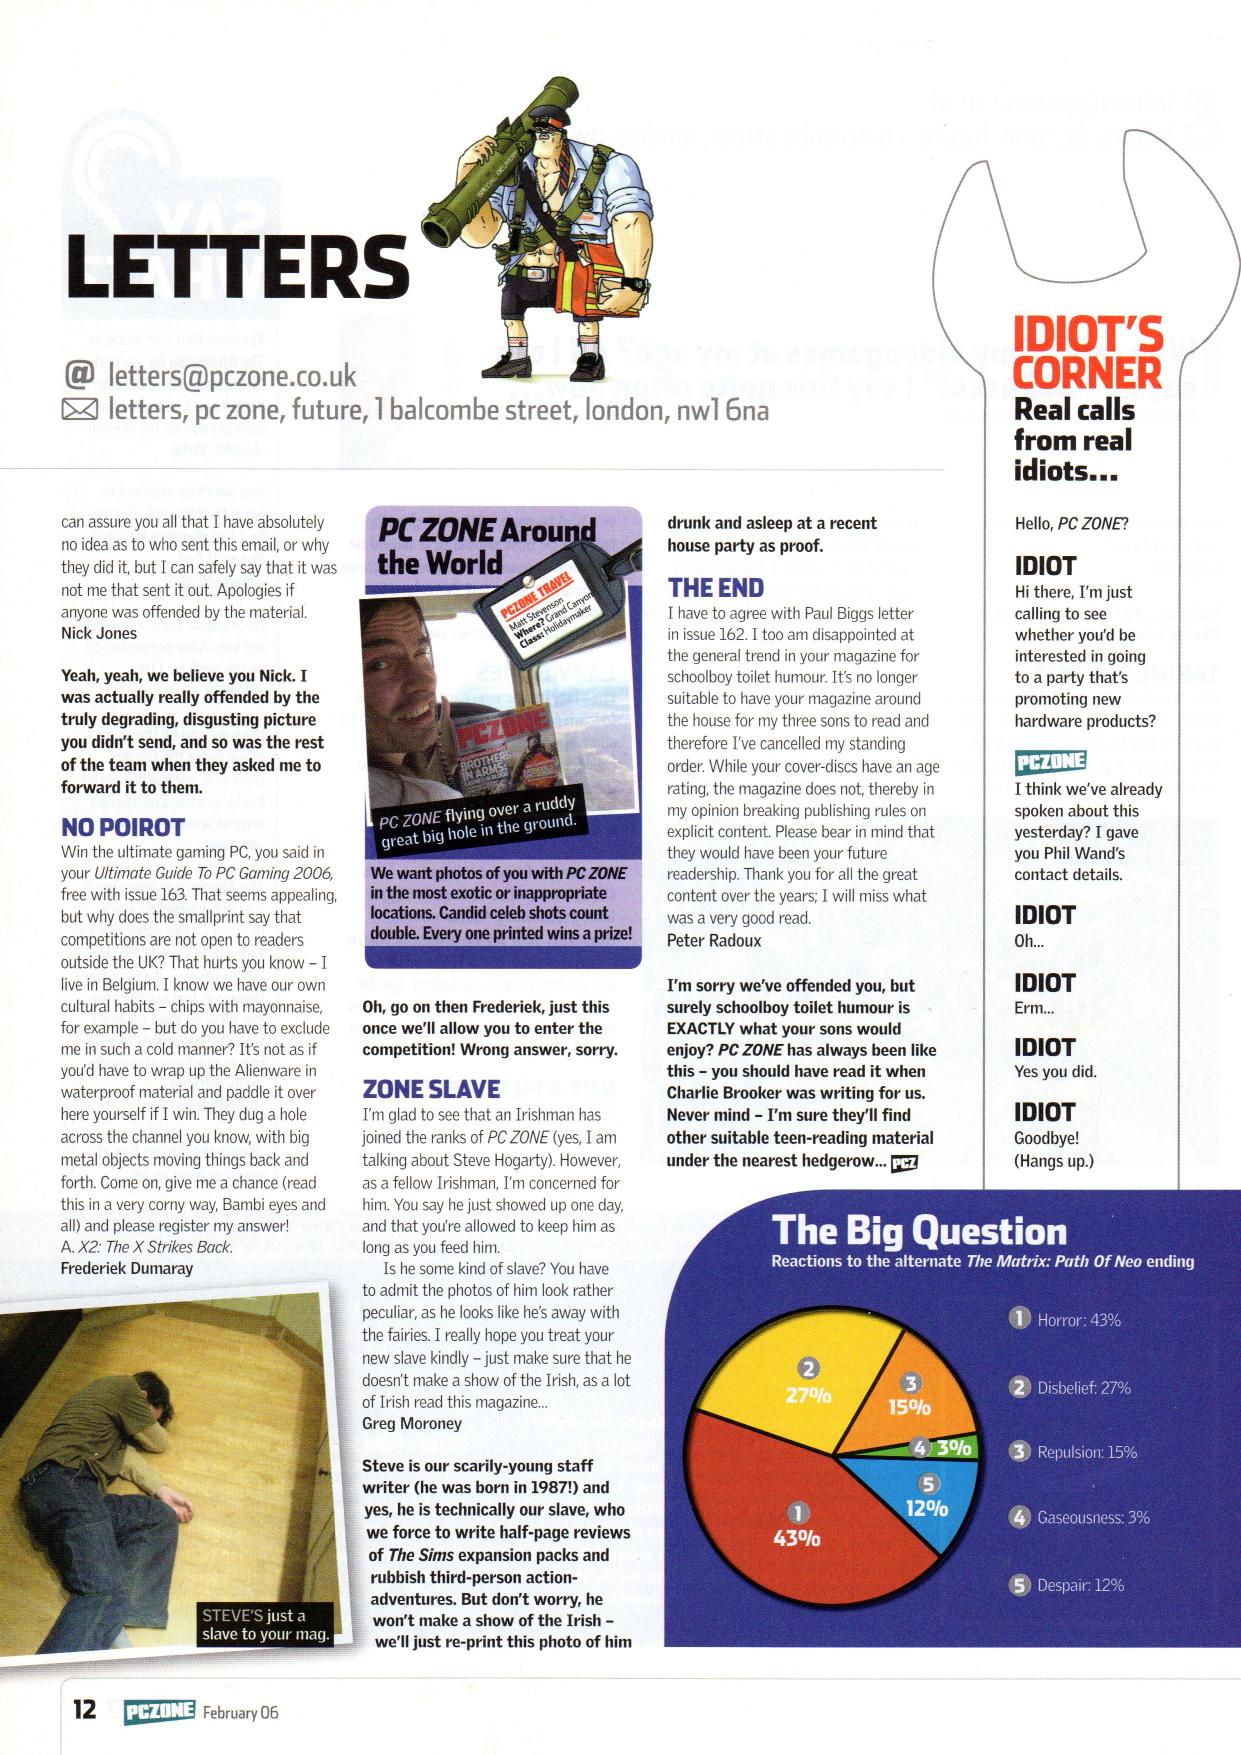 LETTERS
@ letters@pczone.co.uk
letters, pc zone, future, 1 balcombe street, london, nw1 6na
can assure you all that I have absolutely
no idea as to who sent this email, or why
they did it, but I can safely say that it was
not me that sent it out. Apologies if
anyone was offended by the material.
Nick Jones
Yeah, yeah, we believe you Nick. I
was actually really offended by the
truly degrading, disgusting picture
you didn't send, and so was the rest
of the team when they asked me to
forward it to them.
NO POIROT
Win the ultimate gaming PC, you said in
your Ultimate Guide To PC Gaming 2006,
free with issue 163. That seems appealing,
but why does the smallprint say that
competitions are not open to readers
outside the UK? That hurts you know – I
live in Belgium. I know we have our own
cultural habits – chips with mayonnaise,
for example – but do you have to exclude
me in such a cold manner? It's not as if
you'd have to wrap up the Alienware in
waterproof material and paddle it over
here yourself if I win. They dug a hole
across the channel you know, with big
metal objects moving things back and
forth. Come on, give me a chance (read
this in a very corny way, Bambi eyes and
all) and please register my answer!
A. X2: The X Strikes Back.
Frederiek Dumaray
STEVE'S just a
slave to your mag.
PC ZONE Around
the World
PCZONE TRAVEL
Matt Stevenson
Where? Grand Canyon
Class: Holidaymaker
PCZONE
BROTHERS
IN ARMS
PC ZONE flying over a ruddy
great big hole in the ground.
We want photos of you with PC ZONE
in the most exotic or inappropriate
locations. Candid celeb shots count
double. Every one printed wins a prize!
Oh, go on then Frederiek, just this
once we'll allow you to enter the
competition! Wrong answer, sorry.
ZONE SLAVE
I'm glad to see that an Irishman has
joined the ranks of PC ZONE (yes, I am
talking about Steve Hogarty). However,
as a fellow Irishman, I'm concerned for
him. You say he just showed up one day,
and that you're allowed to keep him as
long as you feed him.
Is he some kind of slave? You have
to admit the photos of him look rather
peculiar, as he looks like he's away with
the fairies. I really hope you treat your
new slave kindly – just make sure that he
doesn't make a show of the Irish, as a lot
of Irish read this magazine...
Greg Moroney
Steve is our scarily-young staff
writer (he was born in 1987!) and
yes, he is technically our slave, who
we force to write half-page reviews
of The Sims expansion packs and
rubbish third-person action-
adventures. But don't worry, he
won't make a show of the Irish –
we'll just re-print this photo of him
drunk and asleep at a recent
house party as proof.
THE END
I have to agree with Paul Biggs letter
in issue 162. I too am disappointed at
the general trend in your magazine for
schoolboy toilet humour. It's no longer
suitable to have your magazine around
the house for my three sons to read and
therefore I've cancelled my standing
order. While your cover-discs have an age
rating, the magazine does not, thereby in
my opinion breaking publishing rules on
explicit content. Please bear in mind that
they would have been your future
readership. Thank you for all the great
content over the years; I will miss what
was a very good read.
Peter Radoux
I'm sorry we've offended you, but
surely schoolboy toilet humour is
EXACTLY what your sons would
enjoy? PC ZONE has always been like
this – you should have read it when
Charlie Brooker was writing for us.
Never mind – I'm sure they'll find
other suitable teen-reading material
under the nearest hedgerow... PCZ
IDIOT'S
CORNER
Real calls
from real
idiots...
Hello, PC ZONE?
IDIOT
Hi there, I'm just
calling to see
whether you'd be
interested in going
to a party that's
promoting new
hardware products?
PCZONE
I think we've already
spoken about this
yesterday? I gave
you Phil Wand's
contact details.
IDIOT
Oh...
IDIOT
Erm...
IDIOT
Yes you did.
IDIOT
Goodbye!
(Hangs up.)
The Big Question
Reactions to the alternate The Matrix: Path Of Neo ending
2
27%
3
15%
4 3%
5
12%
1
43%
1 Horror: 43%
2 Disbelief: 27%
3 Repulsion: 15%
4 Gaseousness: 3%
5 Despair: 12%
12 PCZONE February 06